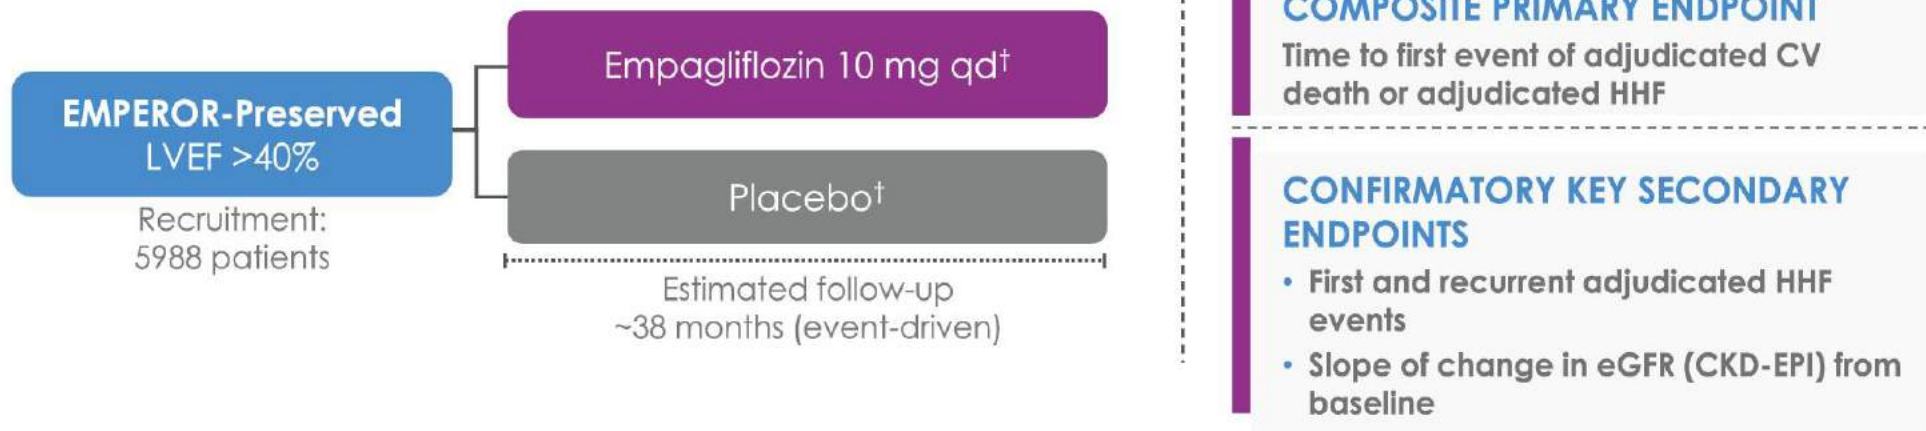 EMPEROR-Preserved
LVEF >40%
Recruitment:
5988 patients
Empagliflozin 10 mg qd†
Placebo†
Estimated follow-up
~38 months (event-driven)
COMPOSITE PRIMARY ENDPOINT
Time to first event of adjudicated CV
death or adjudicated HHF
CONFIRMATORY KEY SECONDARY
ENDPOINTS
• First and recurrent adjudicated HHF
events
• Slope of change in eGFR (CKD-EPI) from
baseline